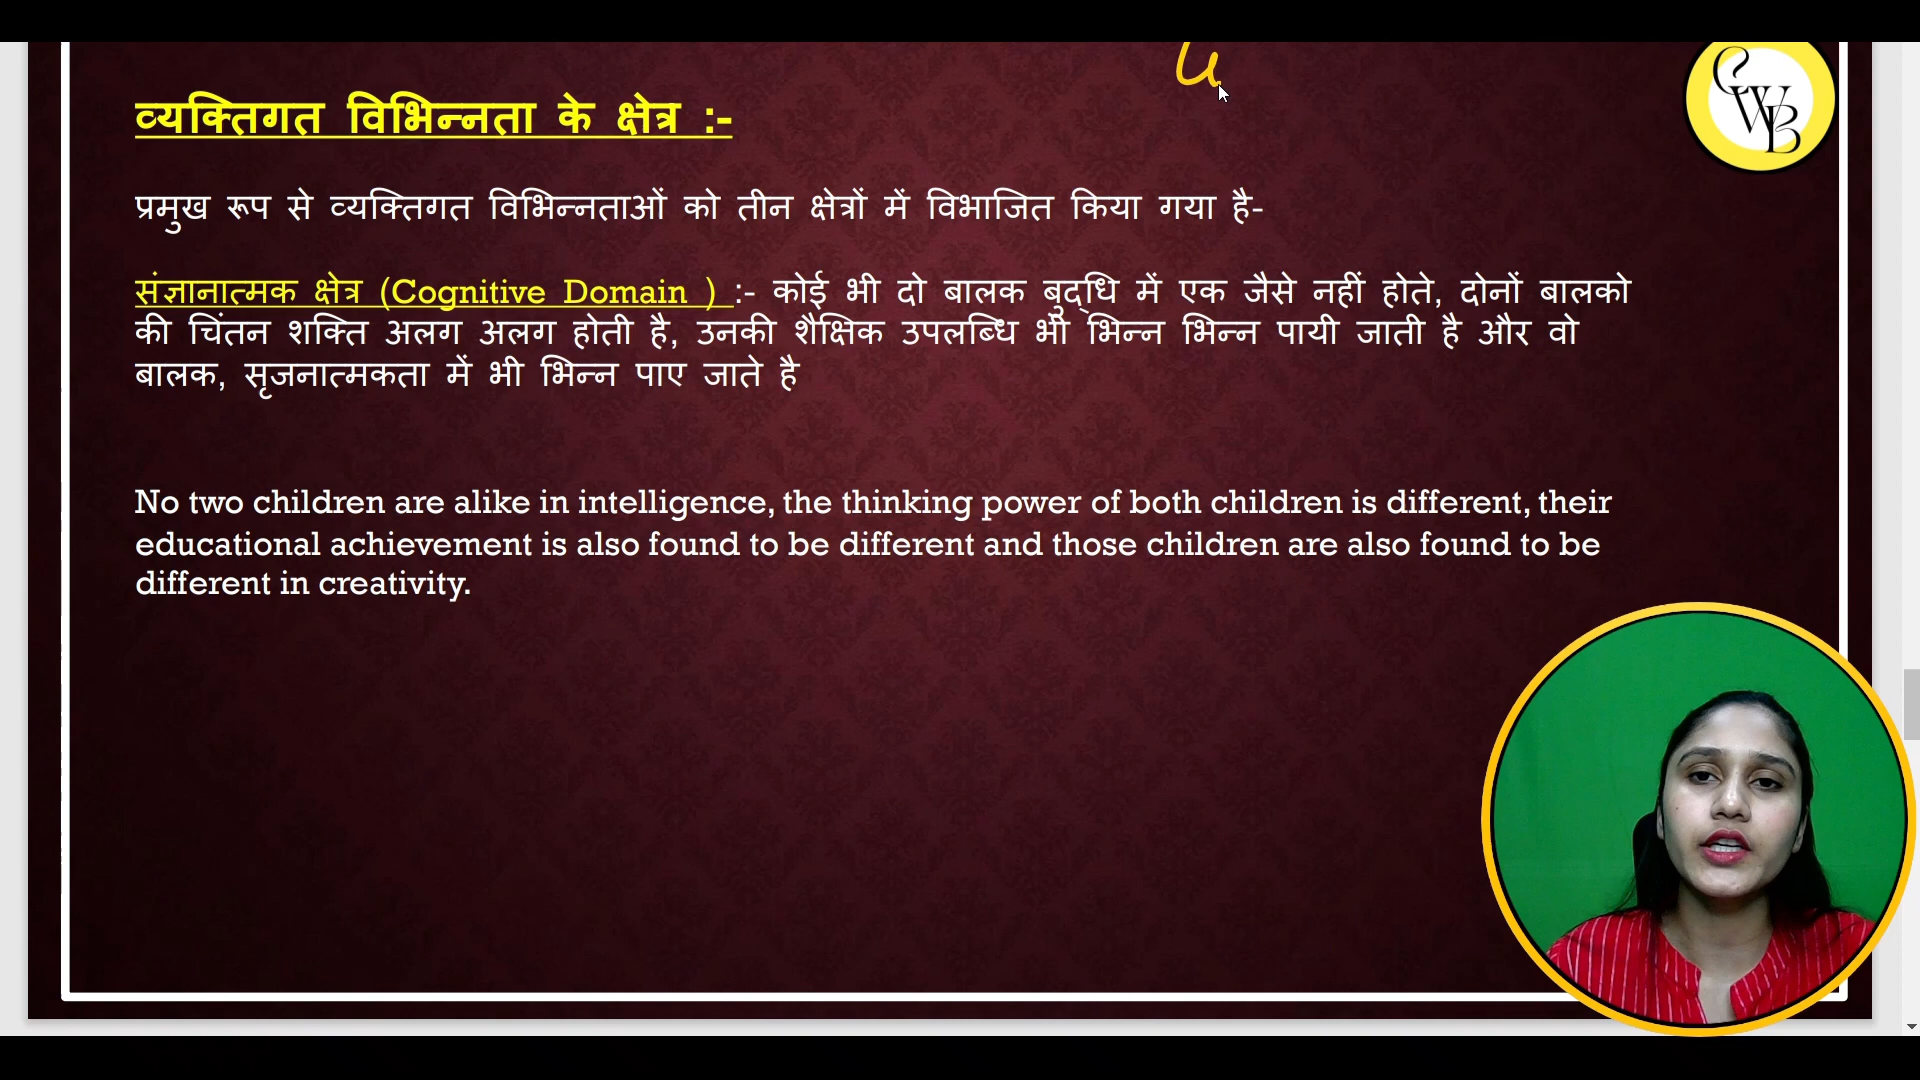 व्यक्तिगत विभिन्नता के क्षेत्र :-
प्रमुख रूप से व्यक्तिगत विभिन्नताओं को तीन क्षेत्रों में विभाजित किया गया है-
संज्ञानात्मक क्षेत्र (Cognitive Domain ) :- कोई भी दो बालक बुद्धि में एक जैसे नहीं होते, दोनों बालको
की चिंतन शक्ति अलग अलग होती है, उनकी शैक्षिक उपलब्धि भी भिन्न भिन्न पायी जाती है और वो
बालक, सृजनात्मकता में भी भिन्न पाए जाते है
No two children are alike in intelligence, the thinking power of both children is different, their
educational achievement is also found to be different and those children are also found to be
different in creativity.